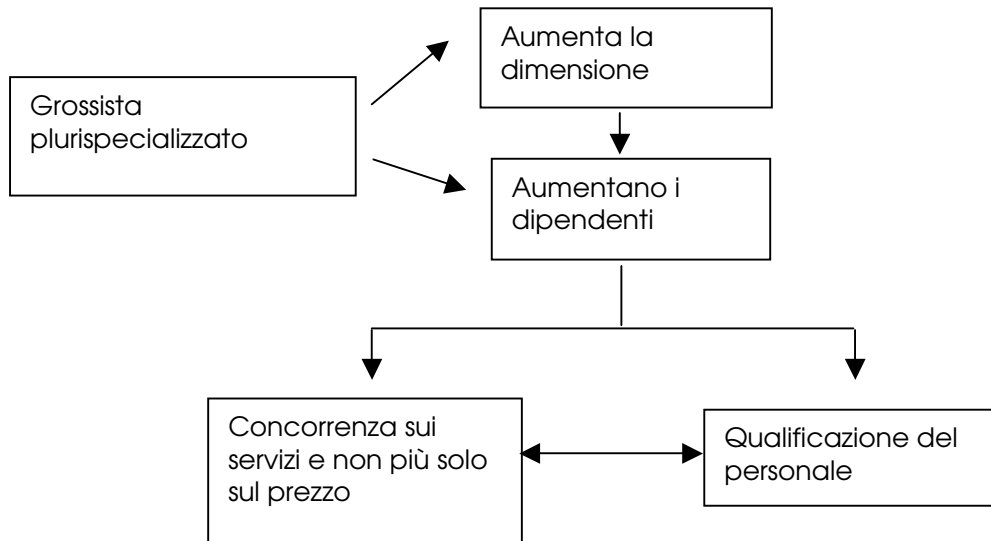 Aumenta la
dimensione
Grossista
plurispecializzato
Aumentano i
dipendenti
Concorrenza sui
servizi e non più solo
sul prezzo
Qualificazione del
personale